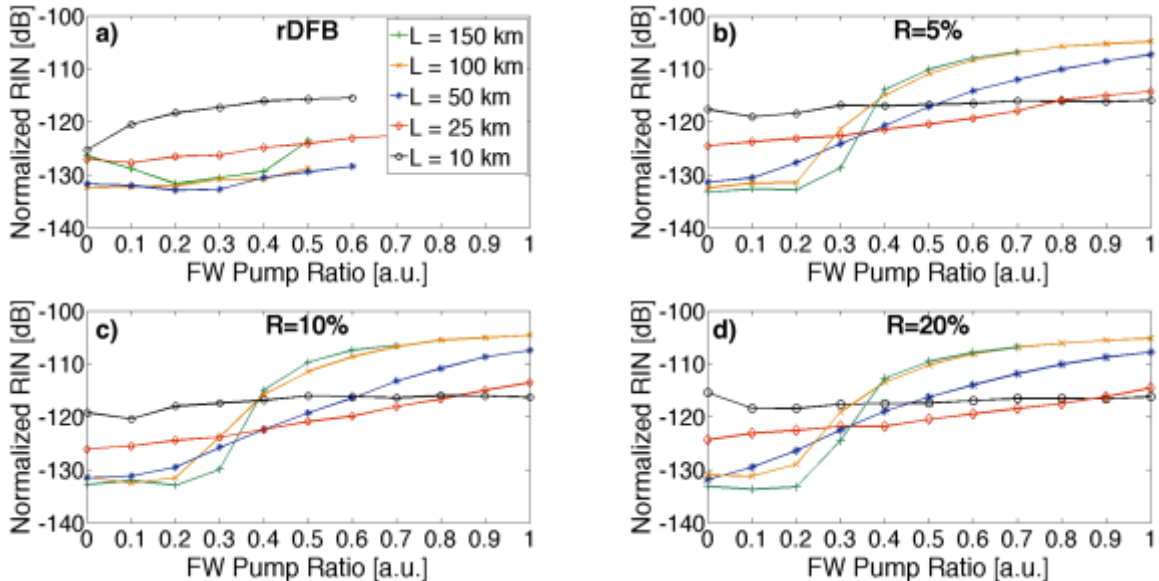 a) rDFB
Normalized RIN [dB]
-100
-110
-120
-130
-140
L = 150 km
L = 100 km
L = 50 km
L = 25 km
L = 10 km
0 0.1 0.2 0.3 0.4 0.5 0.6 0.7 0.8 0.9 1
FW Pump Ratio [a.u.]
b) R=5%
Normalized RIN [dB]
-100
-110
-120
-130
-140
0 0.1 0.2 0.3 0.4 0.5 0.6 0.7 0.8 0.9 1
FW Pump Ratio [a.u.]
c) R=10%
Normalized RIN [dB]
-100
-110
-120
-130
-140
0 0.1 0.2 0.3 0.4 0.5 0.6 0.7 0.8 0.9 1
FW Pump Ratio [a.u.]
d) R=20%
Normalized RIN [dB]
-100
-110
-120
-130
-140
0 0.1 0.2 0.3 0.4 0.5 0.6 0.7 0.8 0.9 1
FW Pump Ratio [a.u.]